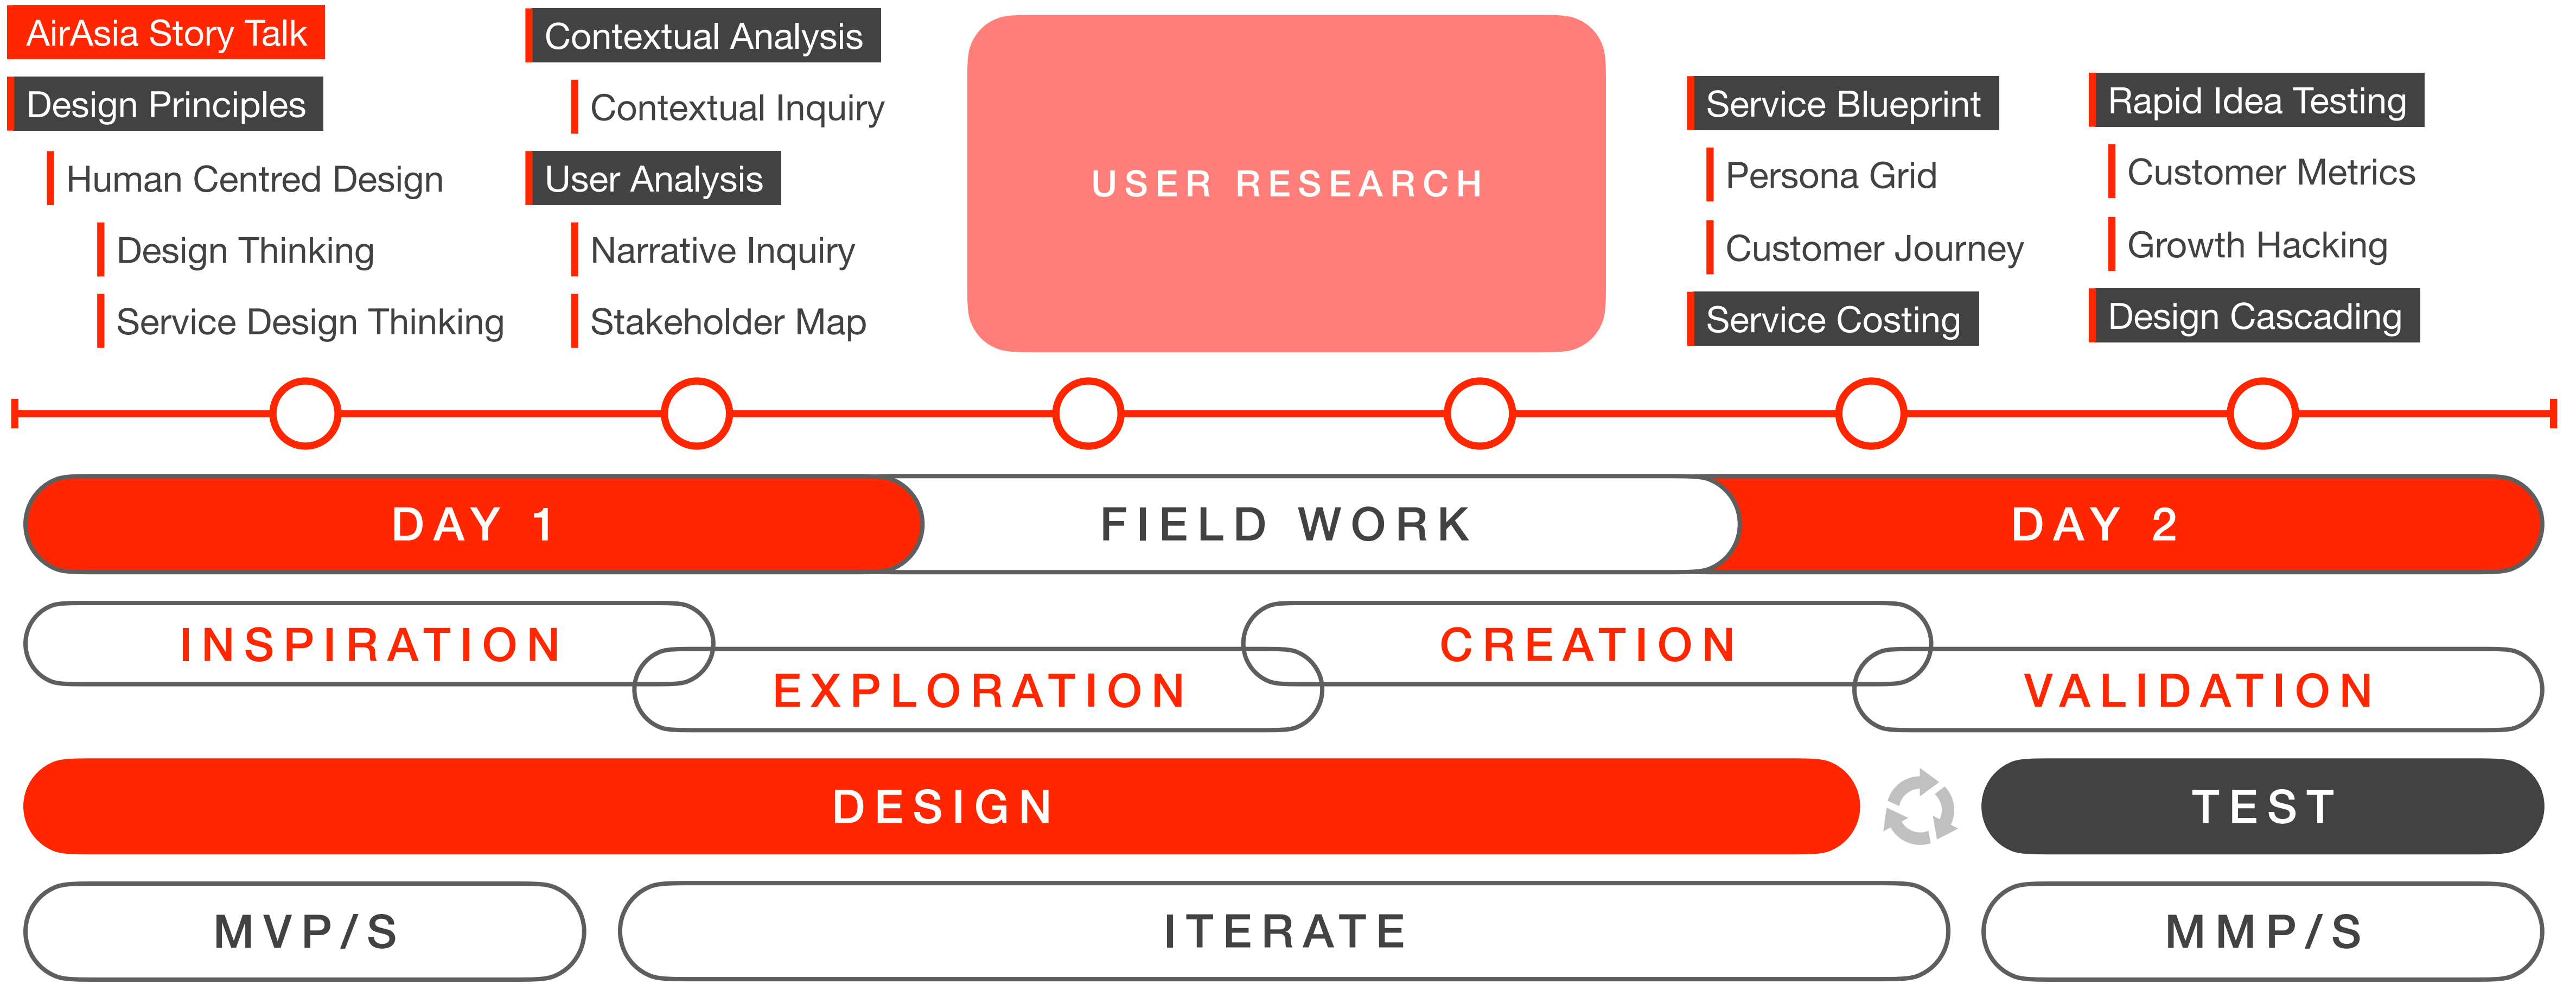 AirAsia Story Talk
Design Principles
Human Centred Design
Design Thinking
Service Design Thinking
Contextual Analysis
Contextual Inquiry
User Analysis
Narrative Inquiry
Stakeholder Map
USER RESEARCH
Service Blueprint
Persona Grid
Customer Journey
Service Costing
Rapid Idea Testing
Customer Metrics
Growth Hacking
Design Cascading
DAY 1
FIELD WORK
DAY 2
INSPIRATION
EXPLORATION
CREATION
VALIDATION
DESIGN
TEST
MVP/S
ITERATE
MMP/S